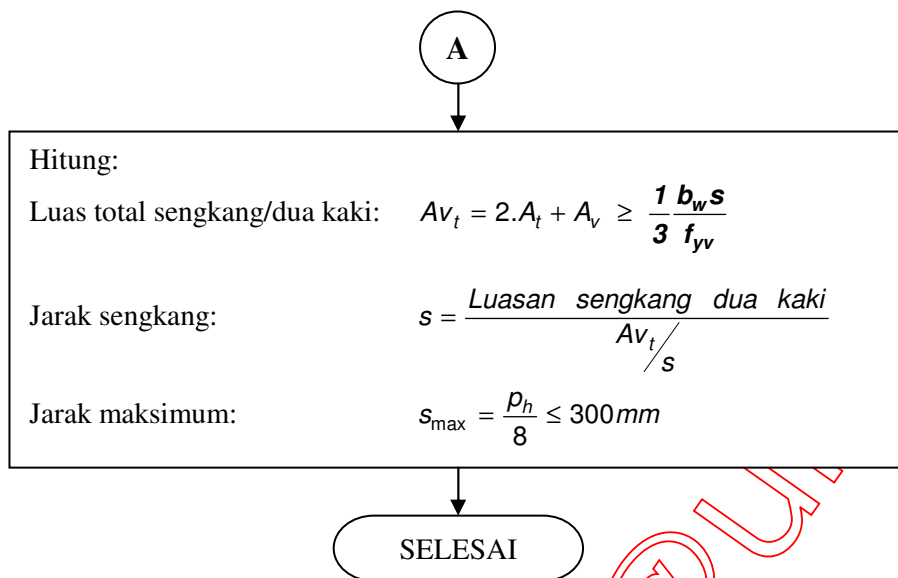 A
Hitung:
Luas total sengkang/dua kaki: Av_t = 2.A_t + A_v ≥ 1/3 b_w s / f_yv
Jarak sengkang: s = Luasan sengkang dua kaki / (Av_t / s)
Jarak maksimum: s_max = p_h / 8 ≤ 300mm
SELESAI